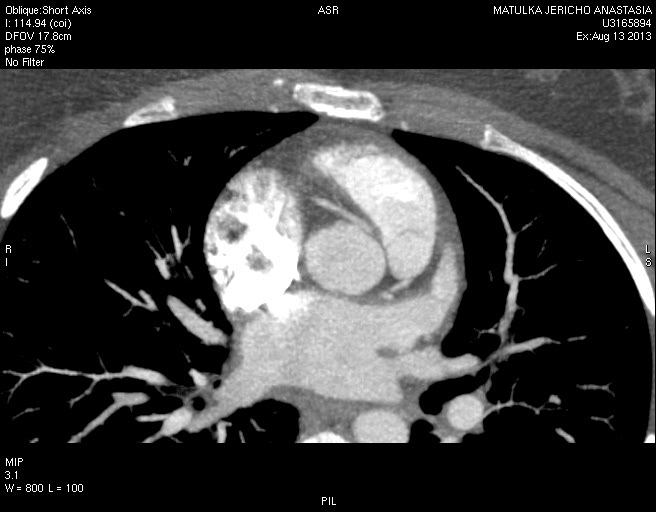 Oblique:Short Axis
I: 114.94 (coi)
DFOV 17.8cm
phase 75%
No Filter
ASR
MATULKA JERICHO ANASTASIA
U3165894
Ex:Aug 13 2013
R
I
L
S
MIP
3.1
W = 800 L = 100
PIL